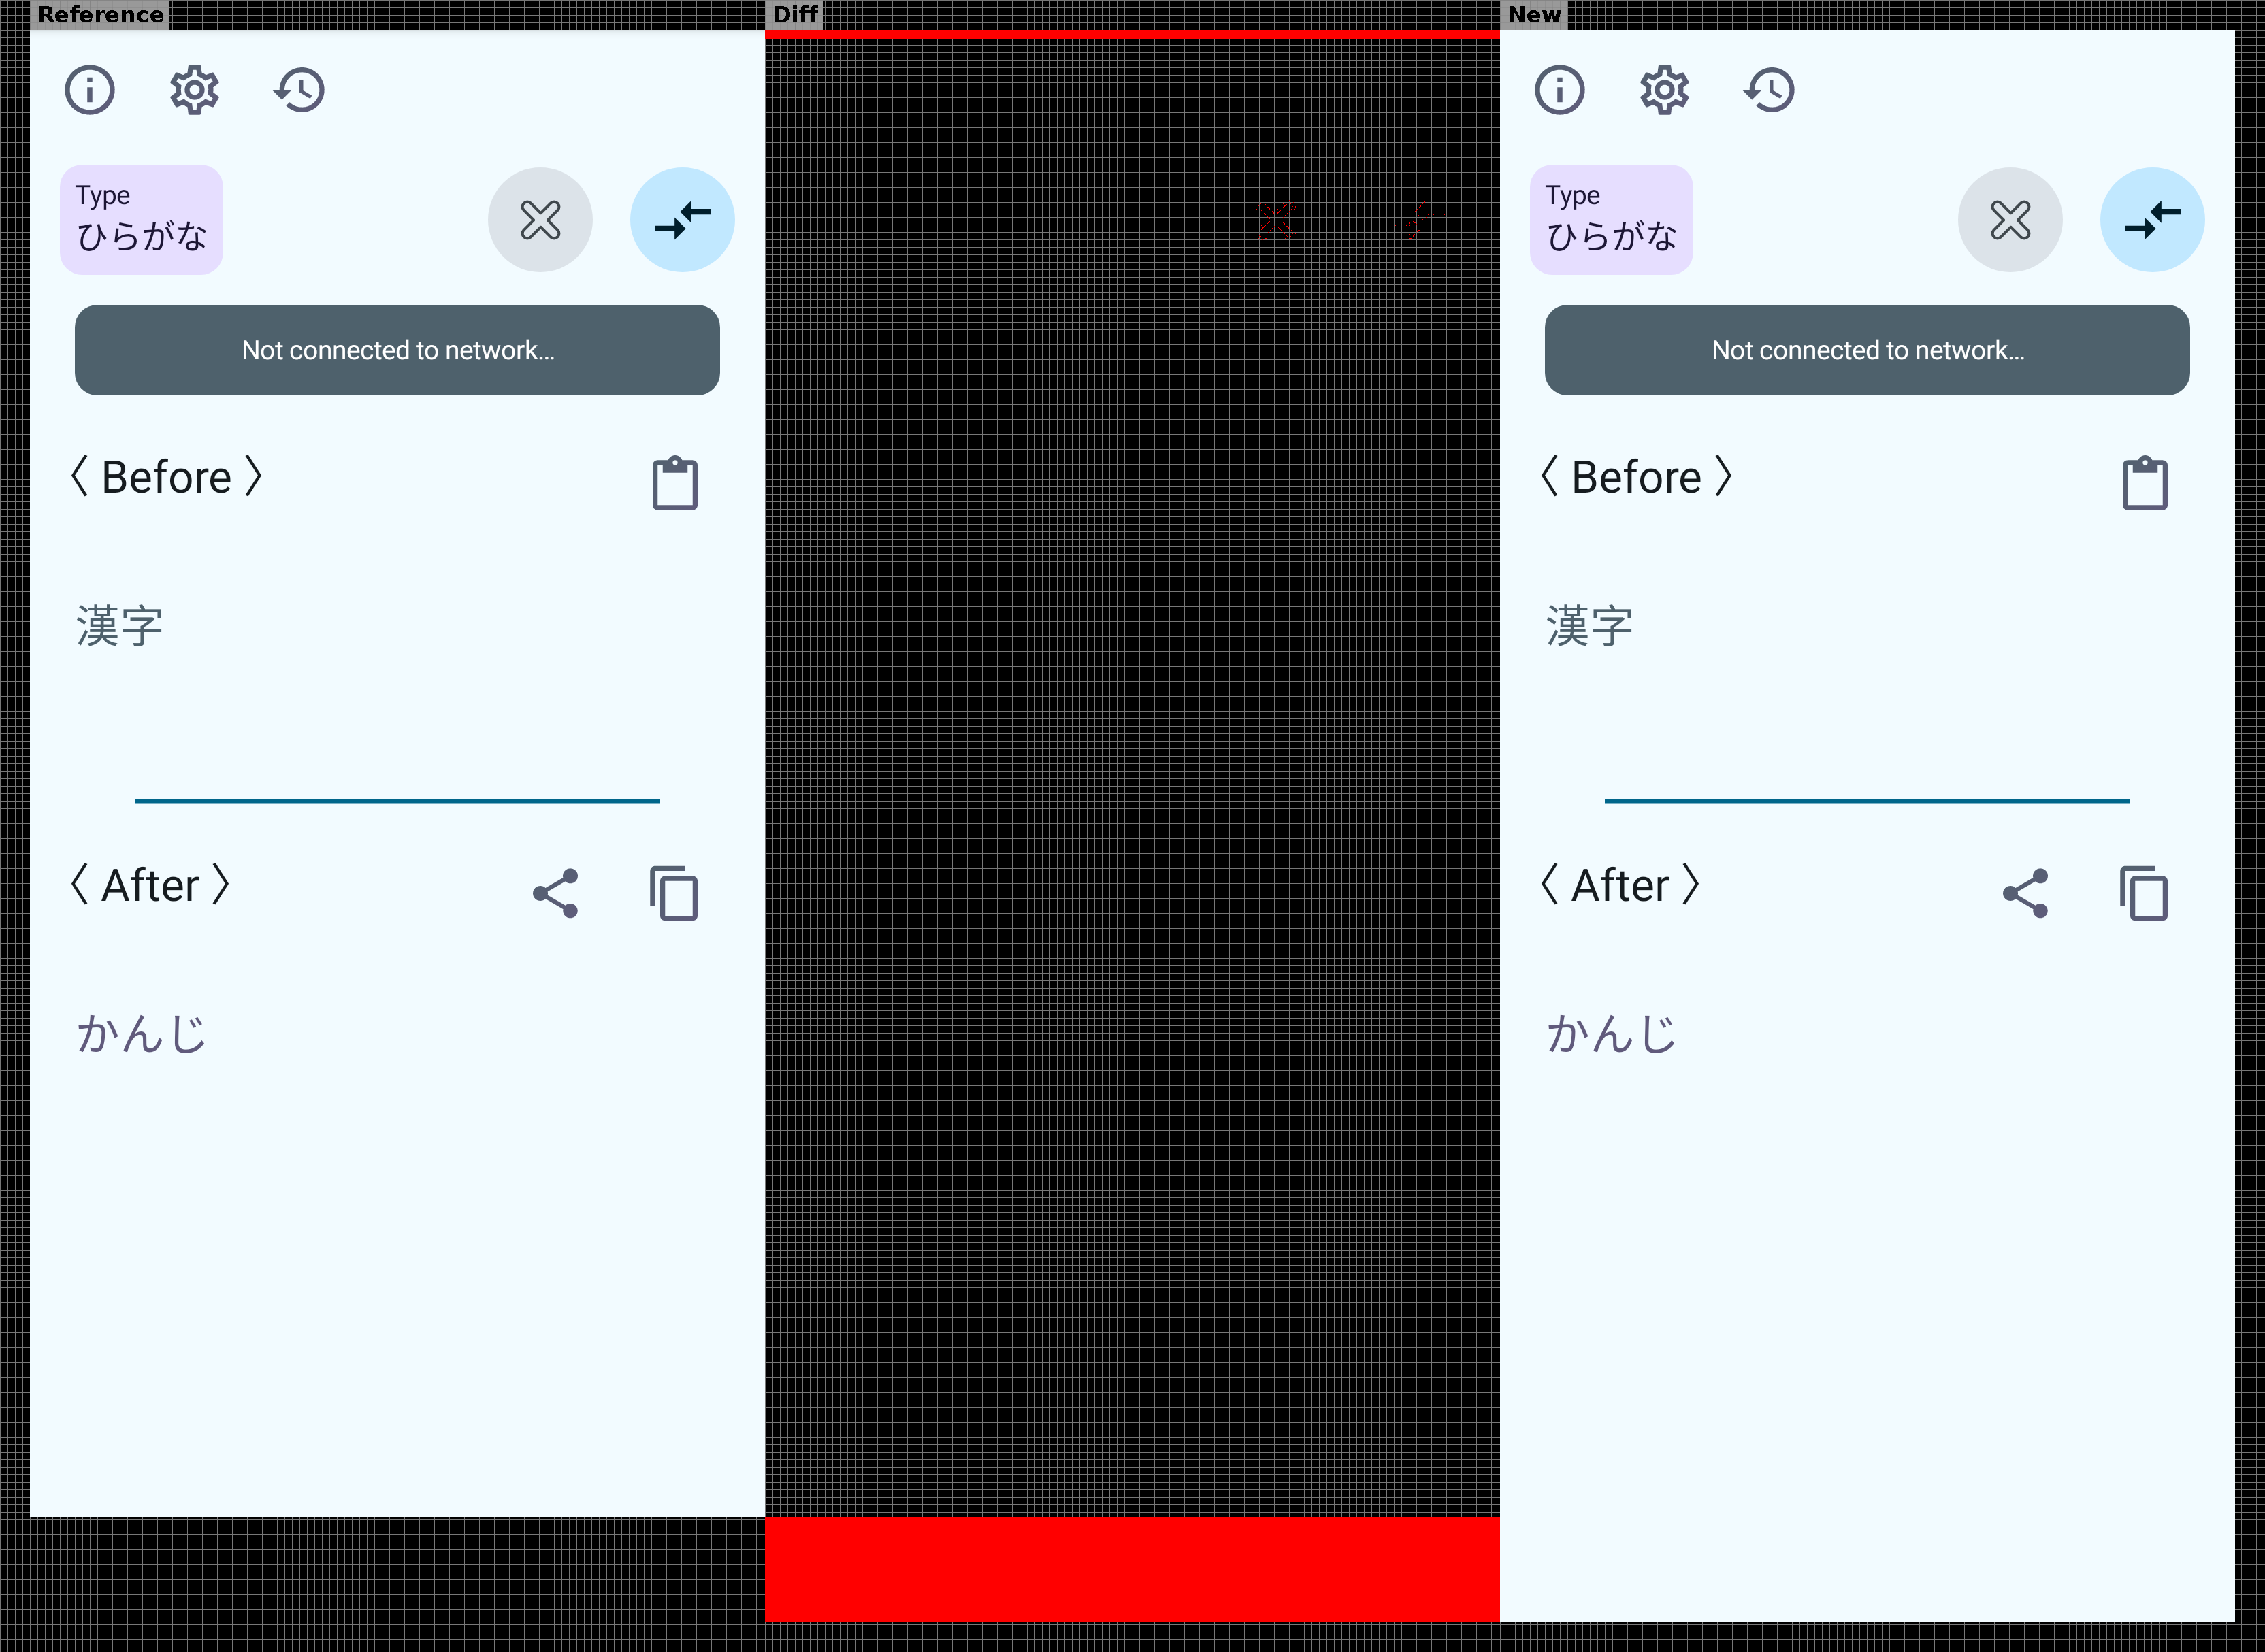 Reference
Diff
New
Type
ひらがな
Not connected to network...
〈 Before 〉
漢字
〈 After 〉
かんじ
Type
ひらがな
Not connected to network...
〈 Before 〉
漢字
〈 After 〉
かんじ